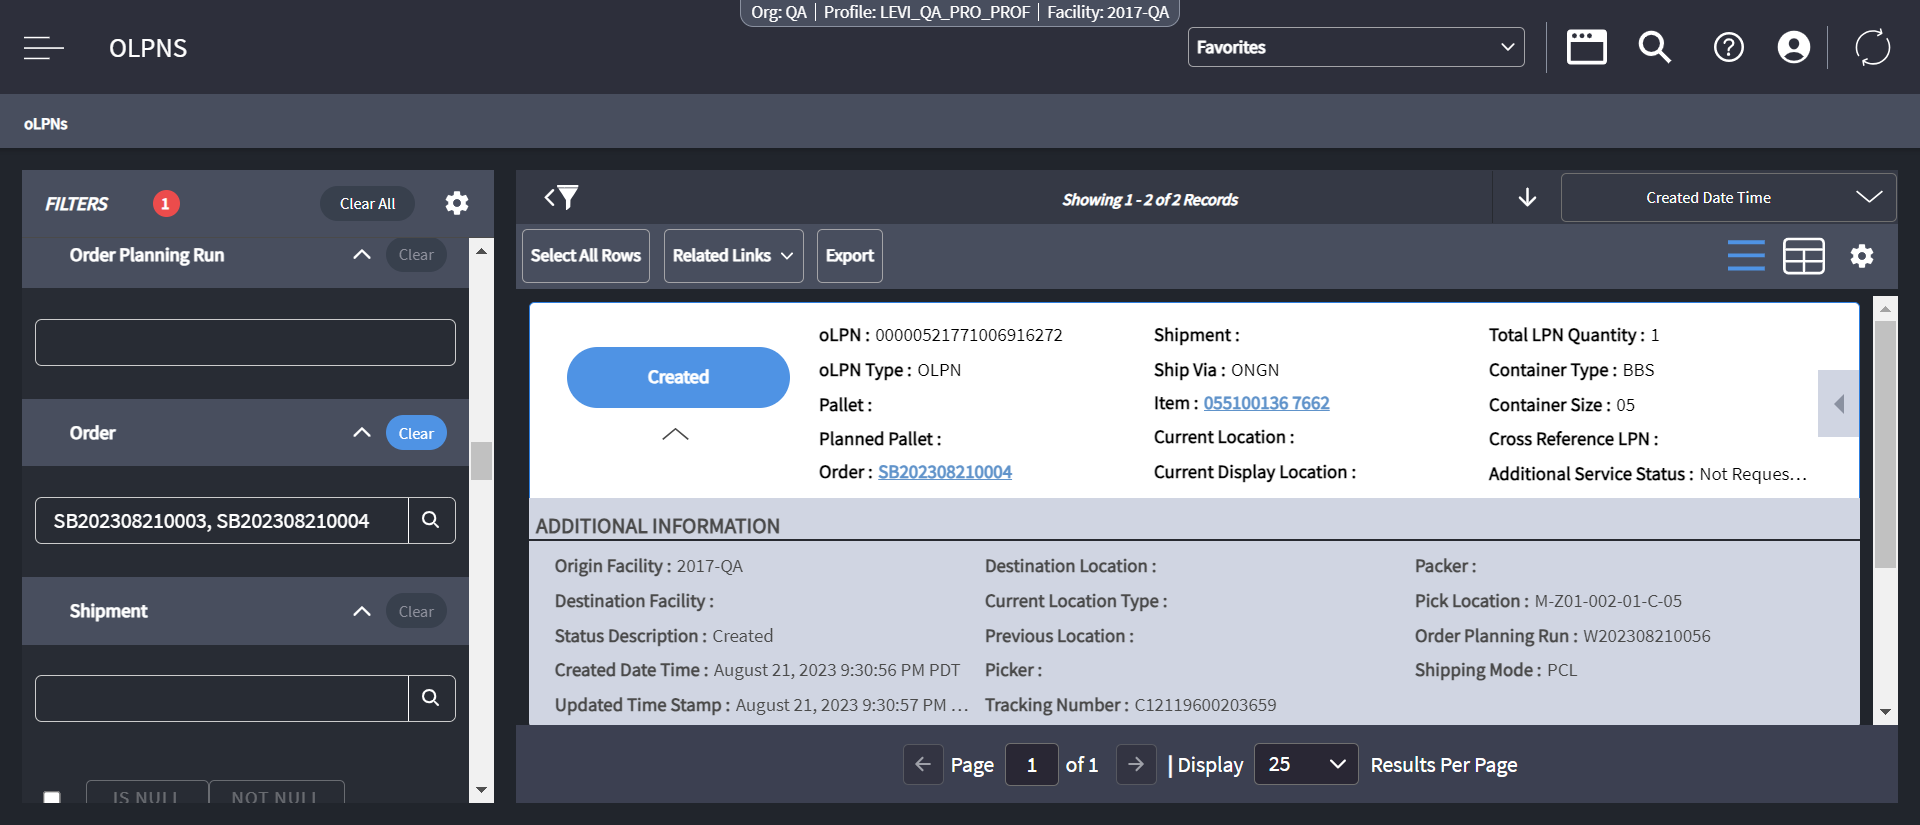 Org: QA | Profile: LEVI_QA_PRO_PROF | Facility: 2017-QA
OLPNS
Favorites
oLPNs
FILTERS
1
Clear All
Order Planning Run
Clear
Order
Clear
SB202308210003, SB202308210004
Shipment
Clear
IS NULL
NOT NULL
Showing 1 - 2 of 2 Records
Created Date Time
Select All Rows
Related Links
Export
Created
oLPN : 00000521771006916272
oLPN Type : OLPN
Pallet :
Planned Pallet :
Order : SB202308210004
Shipment :
Ship Via : ONGN
Item : 055100136 7662
Current Location :
Current Display Location :
Total LPN Quantity : 1
Container Type : BBS
Container Size : 05
Cross Reference LPN :
Additional Service Status : Not Reques...
ADDITIONAL INFORMATION
Origin Facility : 2017-QA
Destination Facility :
Status Description : Created
Created Date Time : August 21, 2023 9:30:56 PM PDT
Updated Time Stamp : August 21, 2023 9:30:57 PM ...
Destination Location :
Current Location Type :
Previous Location :
Picker :
Tracking Number : C12119600203659
Packer :
Pick Location : M-Z01-002-01-C-05
Order Planning Run : W202308210056
Shipping Mode : PCL
Page 1 of 1 | Display 25 Results Per Page